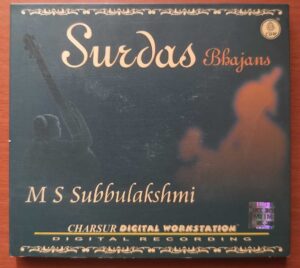 Surdas
Bhajans
M S Subbulakshmi
CHARSUR DIGITAL WORKSTATION
DIGITAL RECORDING